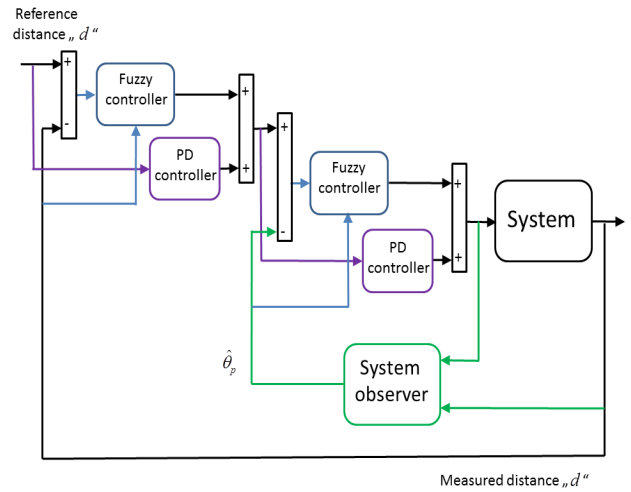 Reference
distance „ d “
+
-
Fuzzy
controller
PD
controller
+
+
+
-
Fuzzy
controller
PD
controller
+
+
System
System
observer
θ̂p
Measured distance „ d “